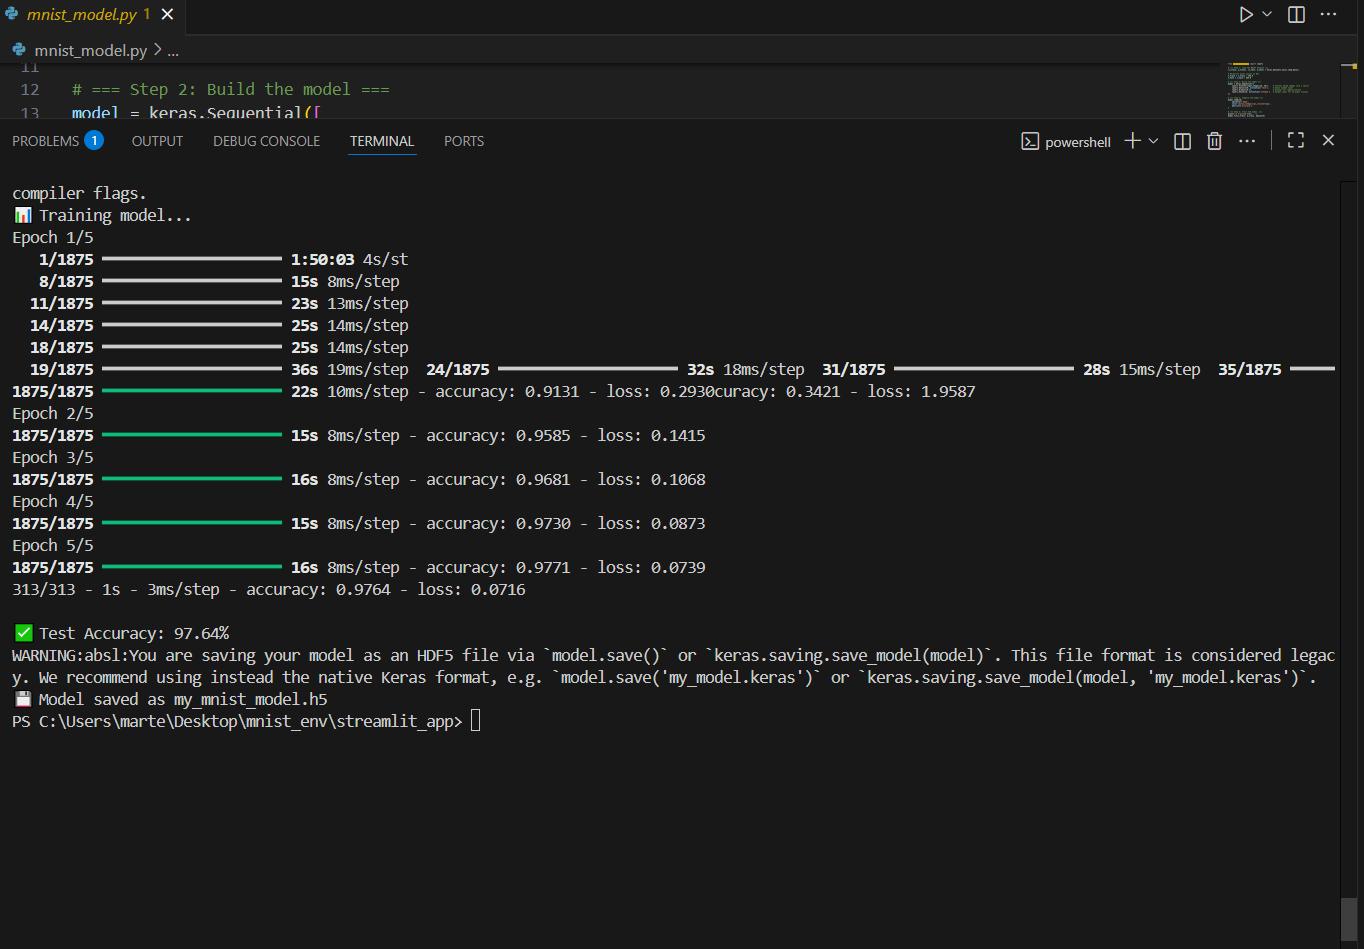 mnist_model.py 1
mnist_model.py > ...
11
12 # === Step 2: Build the model ===
13 model = keras.Sequential([
PROBLEMS 1 OUTPUT DEBUG CONSOLE TERMINAL PORTS powershell
compiler flags.
📊 Training model...
Epoch 1/5
1/1875 ━━━━━━━━━━━━━━━━━━━━ 1:50:03 4s/st
8/1875 ━━━━━━━━━━━━━━━━━━━━ 15s 8ms/step
11/1875 ━━━━━━━━━━━━━━━━━━━━ 23s 13ms/step
14/1875 ━━━━━━━━━━━━━━━━━━━━ 25s 14ms/step
18/1875 ━━━━━━━━━━━━━━━━━━━━ 25s 14ms/step
19/1875 ━━━━━━━━━━━━━━━━━━━━ 36s 19ms/step 24/1875 ━━━━━━━━━━━━━━━━━━━━ 32s 18ms/step 31/1875 ━━━━━━━━━━━━━━━━━━━━ 28s 15ms/step 35/1875 ━━━━━
1875/1875 ━━━━━━━━━━━━━━━━━━━━ 22s 10ms/step - accuracy: 0.9131 - loss: 0.2930curacy: 0.3421 - loss: 1.9587
Epoch 2/5
1875/1875 ━━━━━━━━━━━━━━━━━━━━ 15s 8ms/step - accuracy: 0.9585 - loss: 0.1415
Epoch 3/5
1875/1875 ━━━━━━━━━━━━━━━━━━━━ 16s 8ms/step - accuracy: 0.9681 - loss: 0.1068
Epoch 4/5
1875/1875 ━━━━━━━━━━━━━━━━━━━━ 15s 8ms/step - accuracy: 0.9730 - loss: 0.0873
Epoch 5/5
1875/1875 ━━━━━━━━━━━━━━━━━━━━ 16s 8ms/step - accuracy: 0.9771 - loss: 0.0739
313/313 - 1s - 3ms/step - accuracy: 0.9764 - loss: 0.0716
✅ Test Accuracy: 97.64%
WARNING:absl:You are saving your model as an HDF5 file via `model.save()` or `keras.saving.save_model(model)`. This file format is considered legac
y. We recommend using instead the native Keras format, e.g. `model.save('my_model.keras')` or `keras.saving.save_model(model, 'my_model.keras')`.
💾 Model saved as my_mnist_model.h5
PS C:\Users\marte\Desktop\mnist_env\streamlit_app>